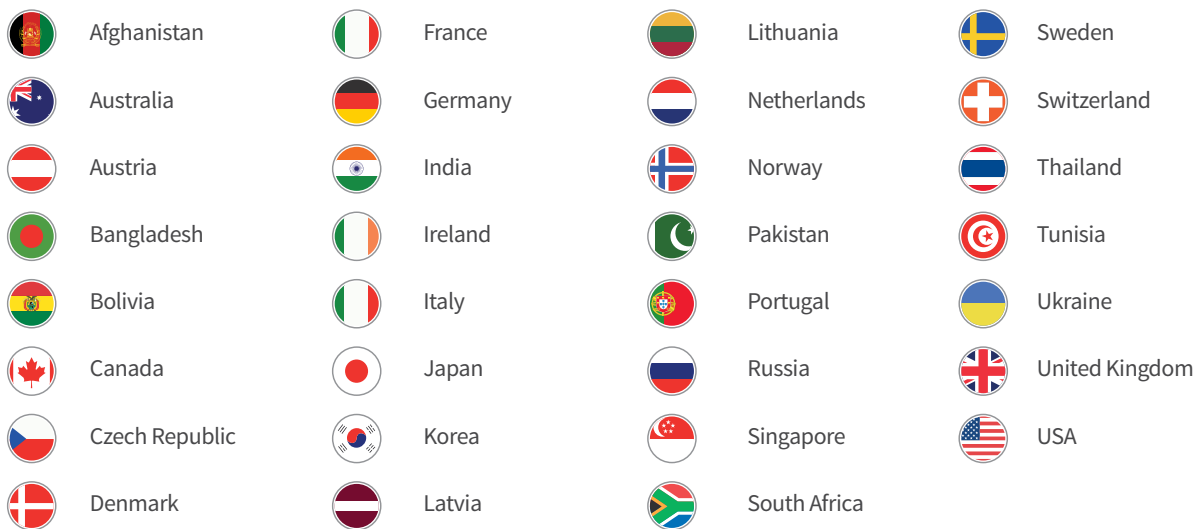 Afghanistan
Australia
Austria
Bangladesh
Bolivia
Canada
Czech Republic
Denmark
France
Germany
India
Ireland
Italy
Japan
Korea
Latvia
Lithuania
Netherlands
Norway
Pakistan
Portugal
Russia
Singapore
South Africa
Sweden
Switzerland
Thailand
Tunisia
Ukraine
United Kingdom
USA